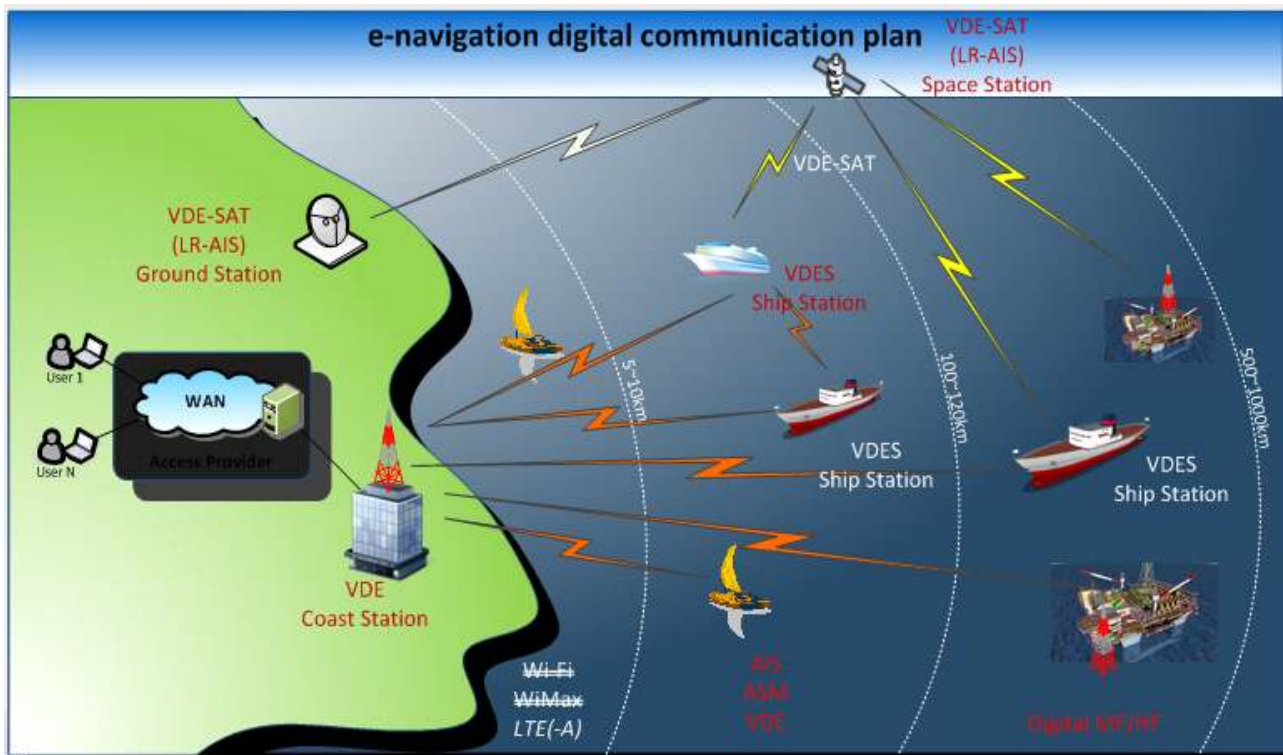 e-navigation digital communication plan
VDE-SAT
(LR-AIS)
Space Station
VDE-SAT
VDE-SAT
(LR-AIS)
Ground Station
VDES
Ship Station
User 1
WAN
User N
Access Provider
5~10km
100~120km
500~1000km
VDES
Ship Station
VDES
Ship Station
VDE
Coast Station
Wi-Fi
WiMax
LTE(-A)
AIS
ASM
VDE
Digital MF/HF